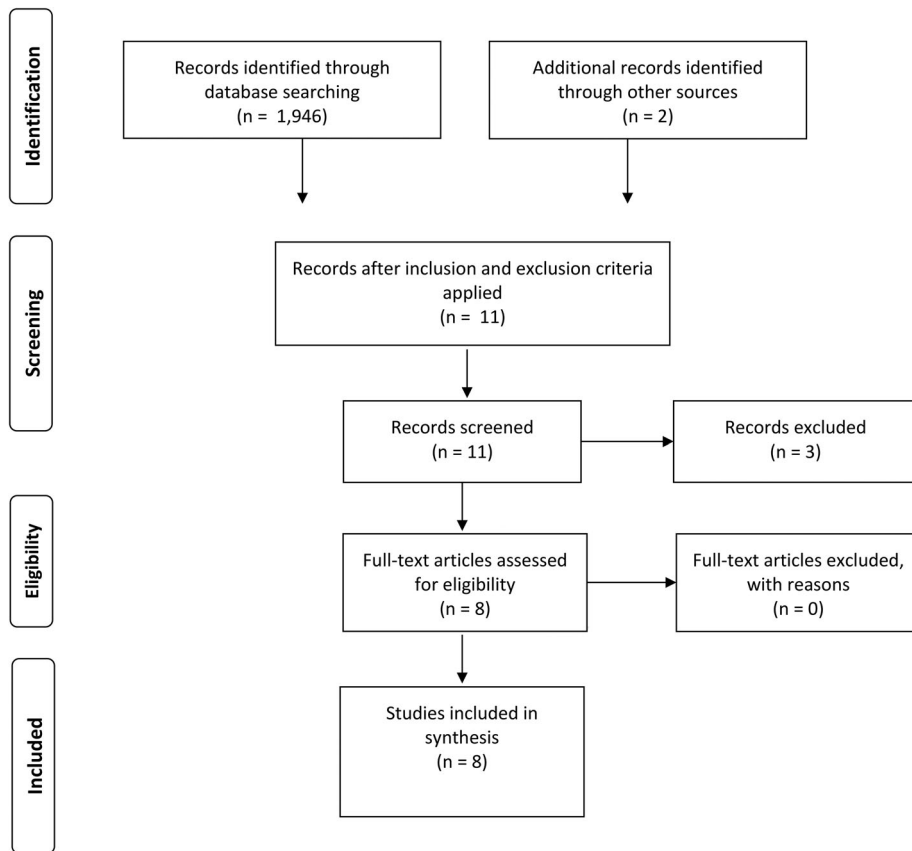 Identification
Records identified through
database searching
(n = 1,946)
Additional records identified
through other sources
(n = 2)
Screening
Records after inclusion and exclusion criteria
applied
(n = 11)
Records screened
(n = 11)
Records excluded
(n = 3)
Eligibility
Full-text articles assessed
for eligibility
(n = 8)
Full-text articles excluded,
with reasons
(n = 0)
Included
Studies included in
synthesis
(n = 8)